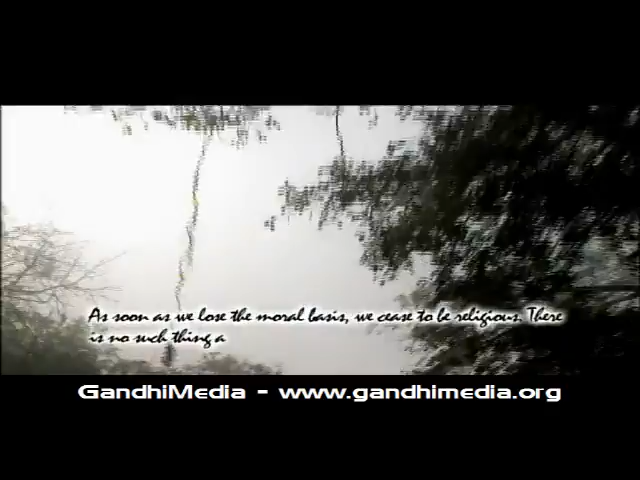 As soon as we lose the moral basis, we cease to be religious. There
is no such thing a
GandhiMedia - www.gandhimedia.org